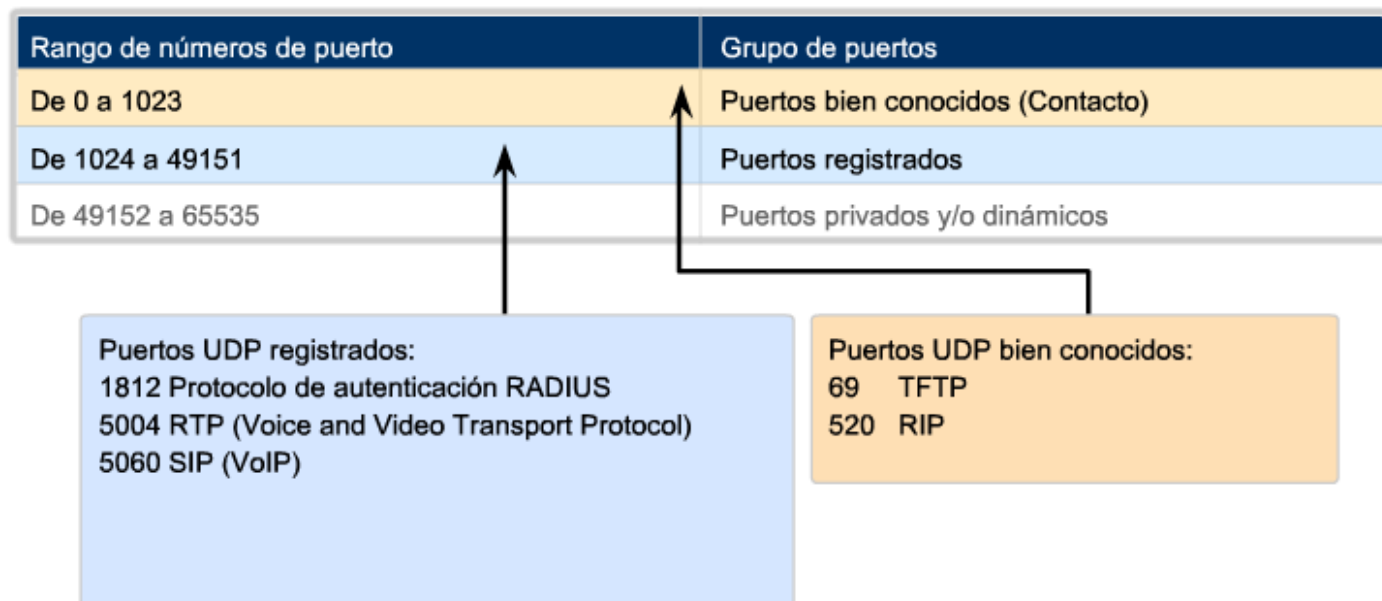 Rango de números de puerto
Grupo de puertos
De 0 a 1023
Puertos bien conocidos (Contacto)
De 1024 a 49151
Puertos registrados
De 49152 a 65535
Puertos privados y/o dinámicos
Puertos UDP registrados:
1812 Protocolo de autenticación RADIUS
5004 RTP (Voice and Video Transport Protocol)
5060 SIP (VoIP)
Puertos UDP bien conocidos:
69 TFTP
520 RIP